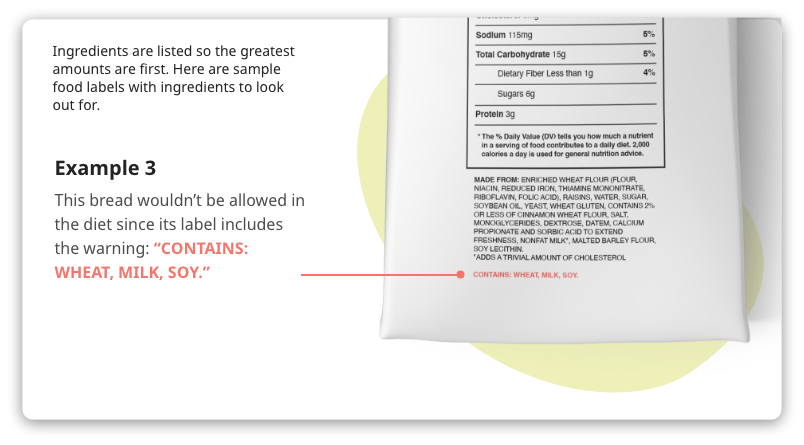 Ingredients are listed so the greatest
amounts are first. Here are sample
food labels with ingredients to look
out for.
Example 3
This bread wouldn’t be allowed in
the diet since its label includes
the warning: “CONTAINS:
WHEAT, MILK, SOY.”
Sodium 115mg 5%
Total Carbohydrate 15g 5%
Dietary Fiber Less than 1g 4%
Sugars 6g
Protein 3g
* The % Daily Value (DV) tells you how much a nutrient
in a serving of food contributes to a daily diet. 2,000
calories a day is used for general nutrition advice.
MADE FROM: ENRICHED WHEAT FLOUR (FLOUR,
NIACIN, REDUCED IRON, THIAMINE MONONITRATE,
RIBOFLAVIN, FOLIC ACID), RAISINS, WATER, SUGAR,
SOYBEAN OIL, YEAST, WHEAT GLUTEN, CONTAINS 2%
OR LESS OF CINNAMON WHEAT FLOUR, SALT,
MONOGLYCERIDES, DEXTROSE, DATEM, CALCIUM
PROPIONATE AND SORBIC ACID TO EXTEND
FRESHNESS, NONFAT MILK*, MALTED BARLEY FLOUR,
SOY LECITHIN.
*ADDS A TRIVIAL AMOUNT OF CHOLESTEROL
CONTAINS: WHEAT, MILK, SOY.